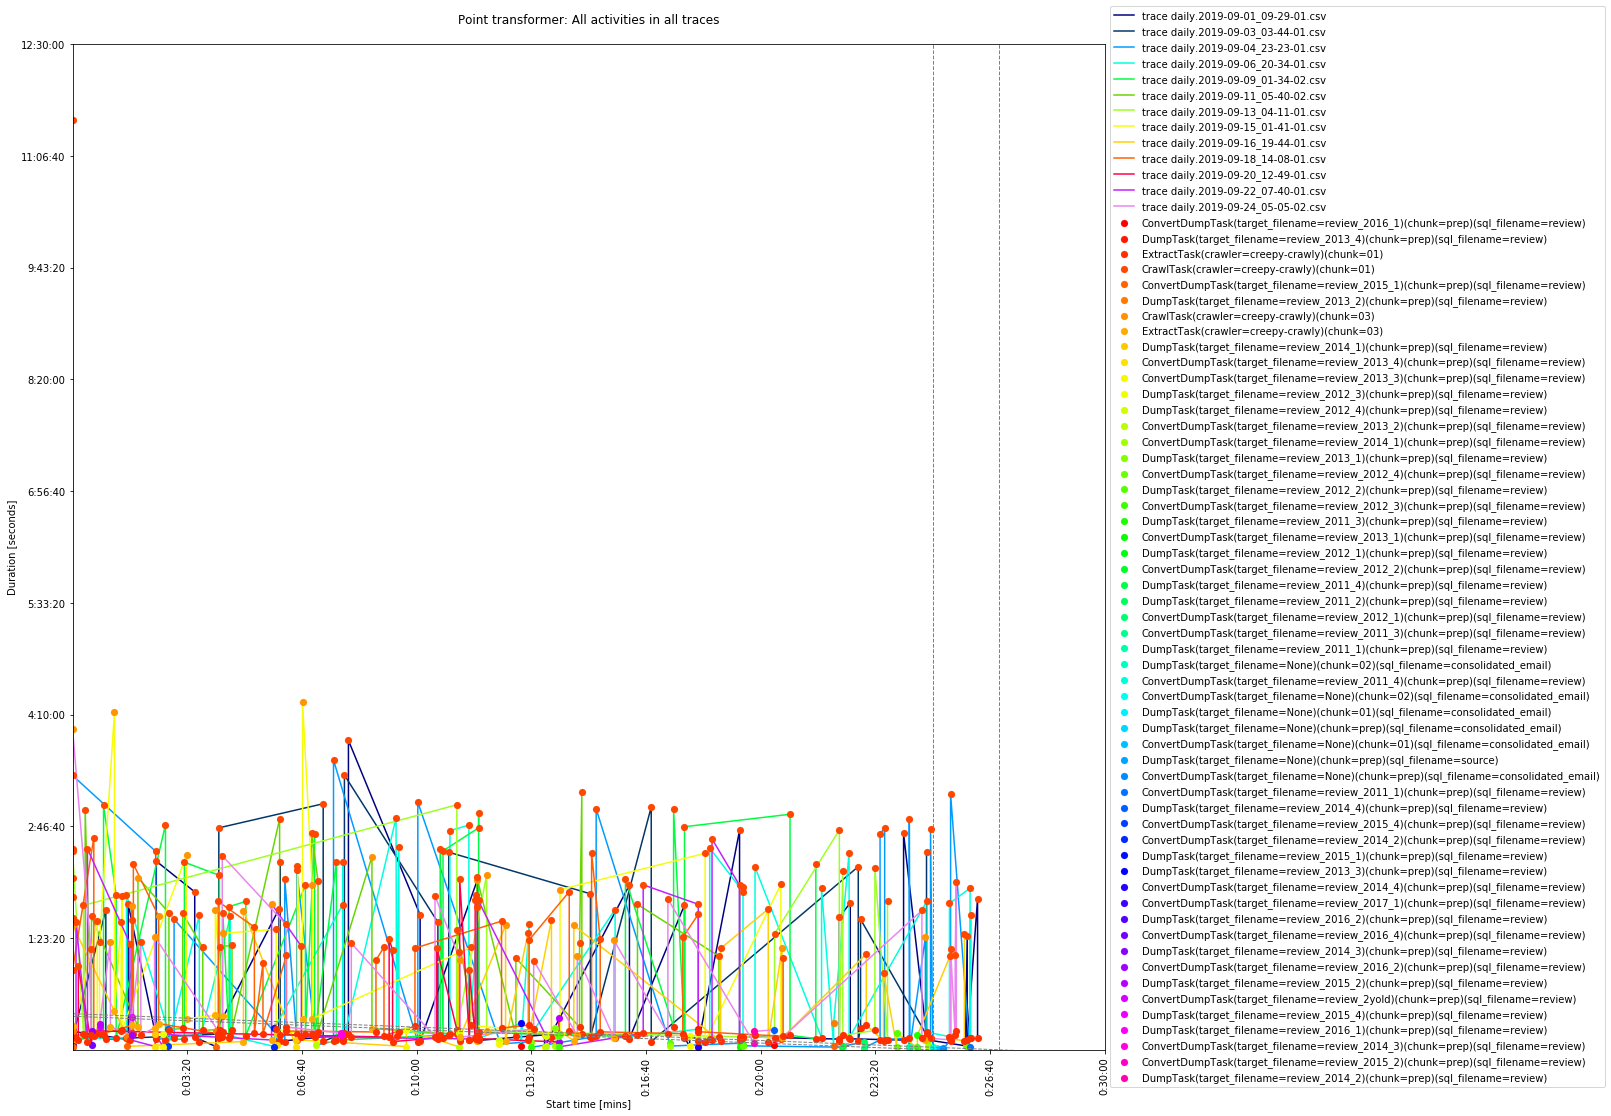 Point transformer: All activities in all traces
12:30:00
11:06:40
9:43:20
8:20:00
6:56:40
5:33:20
4:10:00
2:46:40
1:23:20
Duration [seconds]
0:03:20
0:06:40
0:10:00
0:13:20
0:16:40
0:20:00
0:23:20
0:26:40
0:30:00
Start time [mins]
trace daily.2019-09-01_09-29-01.csv
trace daily.2019-09-03_03-44-01.csv
trace daily.2019-09-04_23-23-01.csv
trace daily.2019-09-06_20-34-01.csv
trace daily.2019-09-09_01-34-02.csv
trace daily.2019-09-11_05-40-02.csv
trace daily.2019-09-13_04-11-01.csv
trace daily.2019-09-15_01-41-01.csv
trace daily.2019-09-16_19-44-01.csv
trace daily.2019-09-18_14-08-01.csv
trace daily.2019-09-20_12-49-01.csv
trace daily.2019-09-22_07-40-01.csv
trace daily.2019-09-24_05-05-02.csv
ConvertDumpTask(target_filename=review_2016_1)(chunk=prep)(sql_filename=review)
DumpTask(target_filename=review_2013_4)(chunk=prep)(sql_filename=review)
ExtractTask(crawler=creepy-crawly)(chunk=01)
CrawlTask(crawler=creepy-crawly)(chunk=01)
ConvertDumpTask(target_filename=review_2015_1)(chunk=prep)(sql_filename=review)
DumpTask(target_filename=review_2013_2)(chunk=prep)(sql_filename=review)
CrawlTask(crawler=creepy-crawly)(chunk=03)
ExtractTask(crawler=creepy-crawly)(chunk=03)
DumpTask(target_filename=review_2014_1)(chunk=prep)(sql_filename=review)
ConvertDumpTask(target_filename=review_2013_4)(chunk=prep)(sql_filename=review)
ConvertDumpTask(target_filename=review_2013_3)(chunk=prep)(sql_filename=review)
DumpTask(target_filename=review_2012_3)(chunk=prep)(sql_filename=review)
DumpTask(target_filename=review_2012_4)(chunk=prep)(sql_filename=review)
ConvertDumpTask(target_filename=review_2013_2)(chunk=prep)(sql_filename=review)
ConvertDumpTask(target_filename=review_2014_1)(chunk=prep)(sql_filename=review)
DumpTask(target_filename=review_2013_1)(chunk=prep)(sql_filename=review)
ConvertDumpTask(target_filename=review_2012_4)(chunk=prep)(sql_filename=review)
DumpTask(target_filename=review_2012_2)(chunk=prep)(sql_filename=review)
ConvertDumpTask(target_filename=review_2012_3)(chunk=prep)(sql_filename=review)
DumpTask(target_filename=review_2011_3)(chunk=prep)(sql_filename=review)
ConvertDumpTask(target_filename=review_2013_1)(chunk=prep)(sql_filename=review)
DumpTask(target_filename=review_2012_1)(chunk=prep)(sql_filename=review)
ConvertDumpTask(target_filename=review_2012_2)(chunk=prep)(sql_filename=review)
DumpTask(target_filename=review_2011_4)(chunk=prep)(sql_filename=review)
DumpTask(target_filename=review_2011_2)(chunk=prep)(sql_filename=review)
ConvertDumpTask(target_filename=review_2012_1)(chunk=prep)(sql_filename=review)
ConvertDumpTask(target_filename=review_2011_3)(chunk=prep)(sql_filename=review)
DumpTask(target_filename=review_2011_1)(chunk=prep)(sql_filename=review)
DumpTask(target_filename=None)(chunk=02)(sql_filename=consolidated_email)
ConvertDumpTask(target_filename=review_2011_4)(chunk=prep)(sql_filename=review)
ConvertDumpTask(target_filename=None)(chunk=02)(sql_filename=consolidated_email)
DumpTask(target_filename=None)(chunk=01)(sql_filename=consolidated_email)
DumpTask(target_filename=None)(chunk=prep)(sql_filename=consolidated_email)
ConvertDumpTask(target_filename=None)(chunk=01)(sql_filename=consolidated_email)
DumpTask(target_filename=None)(chunk=prep)(sql_filename=source)
ConvertDumpTask(target_filename=None)(chunk=prep)(sql_filename=consolidated_email)
ConvertDumpTask(target_filename=review_2011_1)(chunk=prep)(sql_filename=review)
DumpTask(target_filename=review_2014_4)(chunk=prep)(sql_filename=review)
ConvertDumpTask(target_filename=review_2015_4)(chunk=prep)(sql_filename=review)
ConvertDumpTask(target_filename=review_2014_2)(chunk=prep)(sql_filename=review)
DumpTask(target_filename=review_2015_1)(chunk=prep)(sql_filename=review)
DumpTask(target_filename=review_2013_3)(chunk=prep)(sql_filename=review)
ConvertDumpTask(target_filename=review_2014_4)(chunk=prep)(sql_filename=review)
ConvertDumpTask(target_filename=review_2017_1)(chunk=prep)(sql_filename=review)
DumpTask(target_filename=review_2016_2)(chunk=prep)(sql_filename=review)
ConvertDumpTask(target_filename=review_2016_4)(chunk=prep)(sql_filename=review)
DumpTask(target_filename=review_2014_3)(chunk=prep)(sql_filename=review)
ConvertDumpTask(target_filename=review_2016_2)(chunk=prep)(sql_filename=review)
DumpTask(target_filename=review_2015_2)(chunk=prep)(sql_filename=review)
ConvertDumpTask(target_filename=review_2yold)(chunk=prep)(sql_filename=review)
DumpTask(target_filename=review_2015_4)(chunk=prep)(sql_filename=review)
DumpTask(target_filename=review_2016_1)(chunk=prep)(sql_filename=review)
ConvertDumpTask(target_filename=review_2014_3)(chunk=prep)(sql_filename=review)
ConvertDumpTask(target_filename=review_2015_2)(chunk=prep)(sql_filename=review)
DumpTask(target_filename=review_2014_2)(chunk=prep)(sql_filename=review)